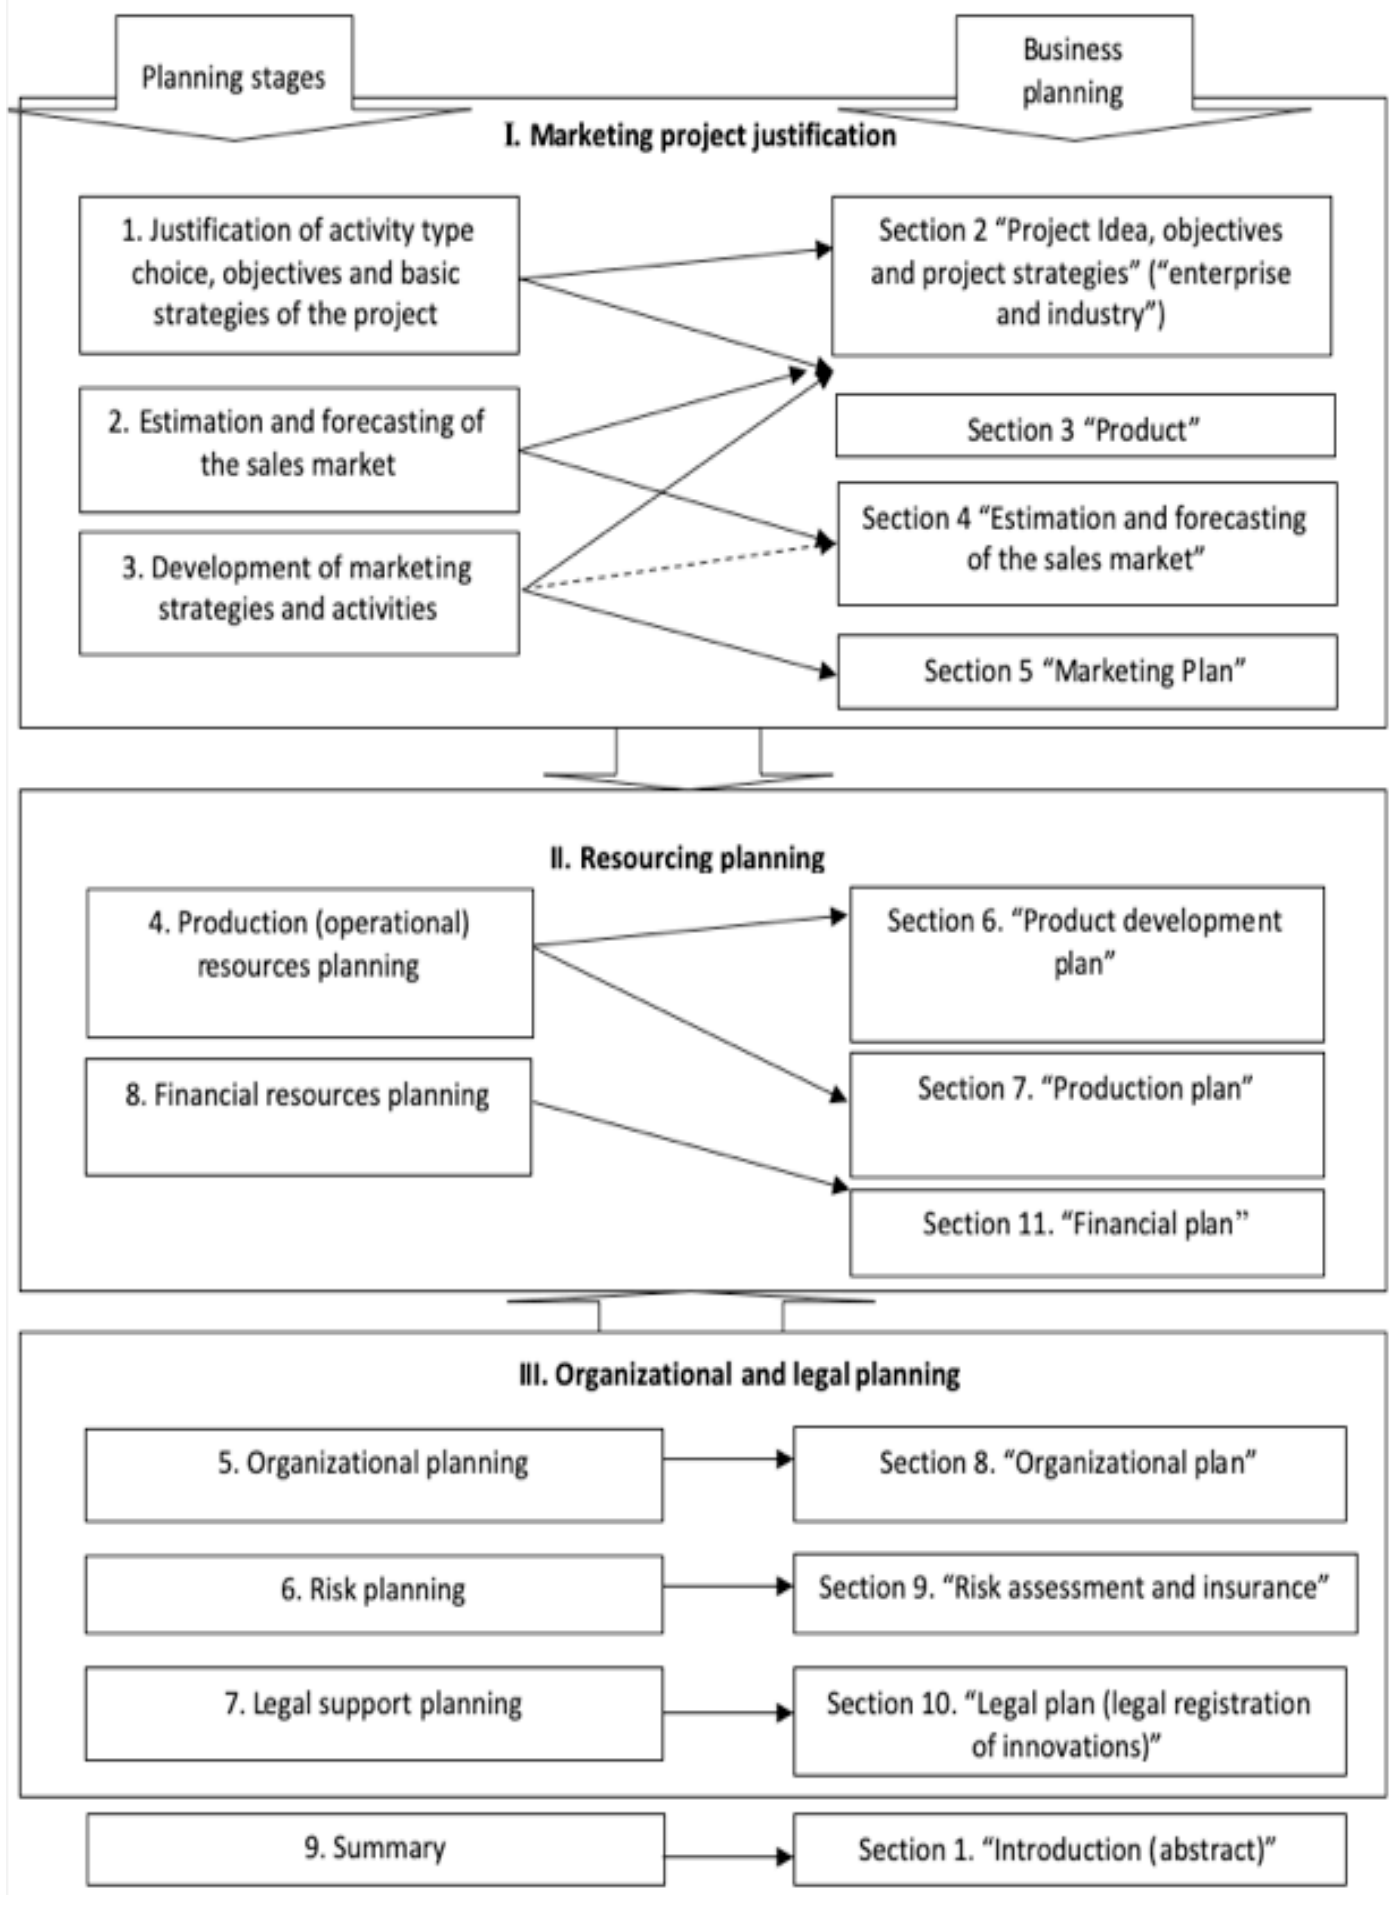 Planning stages
Business
planning
I. Marketing project justification
1. Justification of activity type
choice, objectives and basic
strategies of the project
Section 2 “Project Idea, objectives
and project strategies” (“enterprise
and industry”)
2. Estimation and forecasting of
the sales market
Section 3 “Product”
3. Development of marketing
strategies and activities
Section 4 “Estimation and forecasting
of the sales market”
Section 5 “Marketing Plan”
II. Resourcing planning
4. Production (operational)
resources planning
Section 6. “Product development
plan”
8. Financial resources planning
Section 7. “Production plan”
Section 11. “Financial plan”
III. Organizational and legal planning
5. Organizational planning
Section 8. “Organizational plan”
6. Risk planning
Section 9. “Risk assessment and insurance”
7. Legal support planning
Section 10. “Legal plan (legal registration
of innovations)”
9. Summary
Section 1. “Introduction (abstract)”